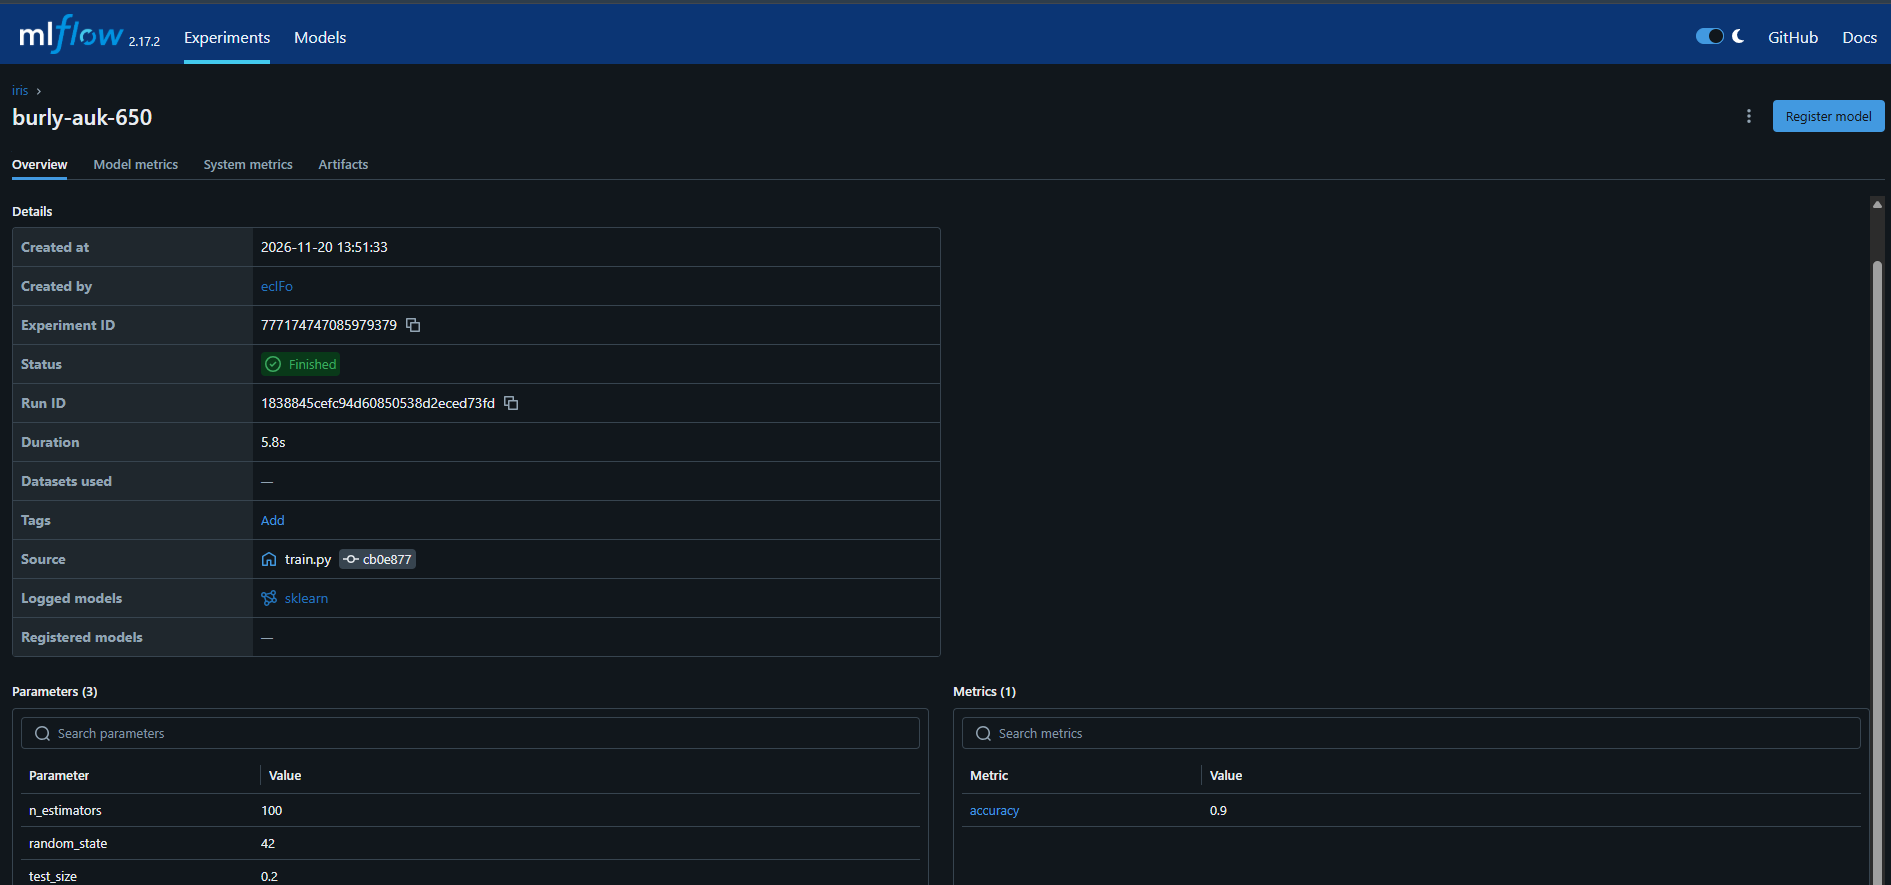 mlflow 2.17.2 Experiments Models GitHub Docs
iris ›
burly-auk-650
Register model
Overview Model metrics System metrics Artifacts
Details
Created at 2026-11-20 13:51:33
Created by eclFo
Experiment ID 777174747085979379
Status Finished
Run ID 1838845cefc94d60850538d2eced73fd
Duration 5.8s
Datasets used —
Tags Add
Source train.py cb0e877
Logged models sklearn
Registered models —
Parameters (3)
Search parameters
Parameter Value
n_estimators 100
random_state 42
test_size 0.2
Metrics (1)
Search metrics
Metric Value
accuracy 0.9